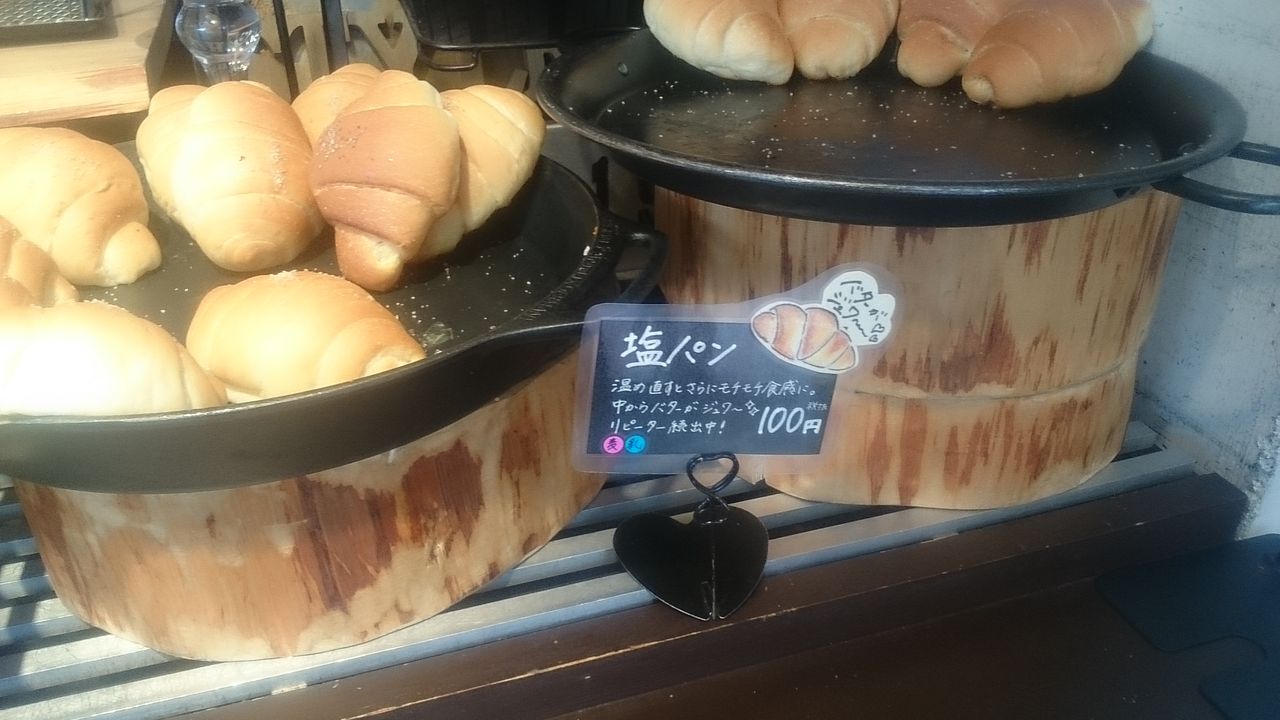 塩パン
バターが
ジュワ〜
温め直すとさらにモチモチ食感に。
中からバターがジュワ〜
リピーター続出中!
100円
麦 乳